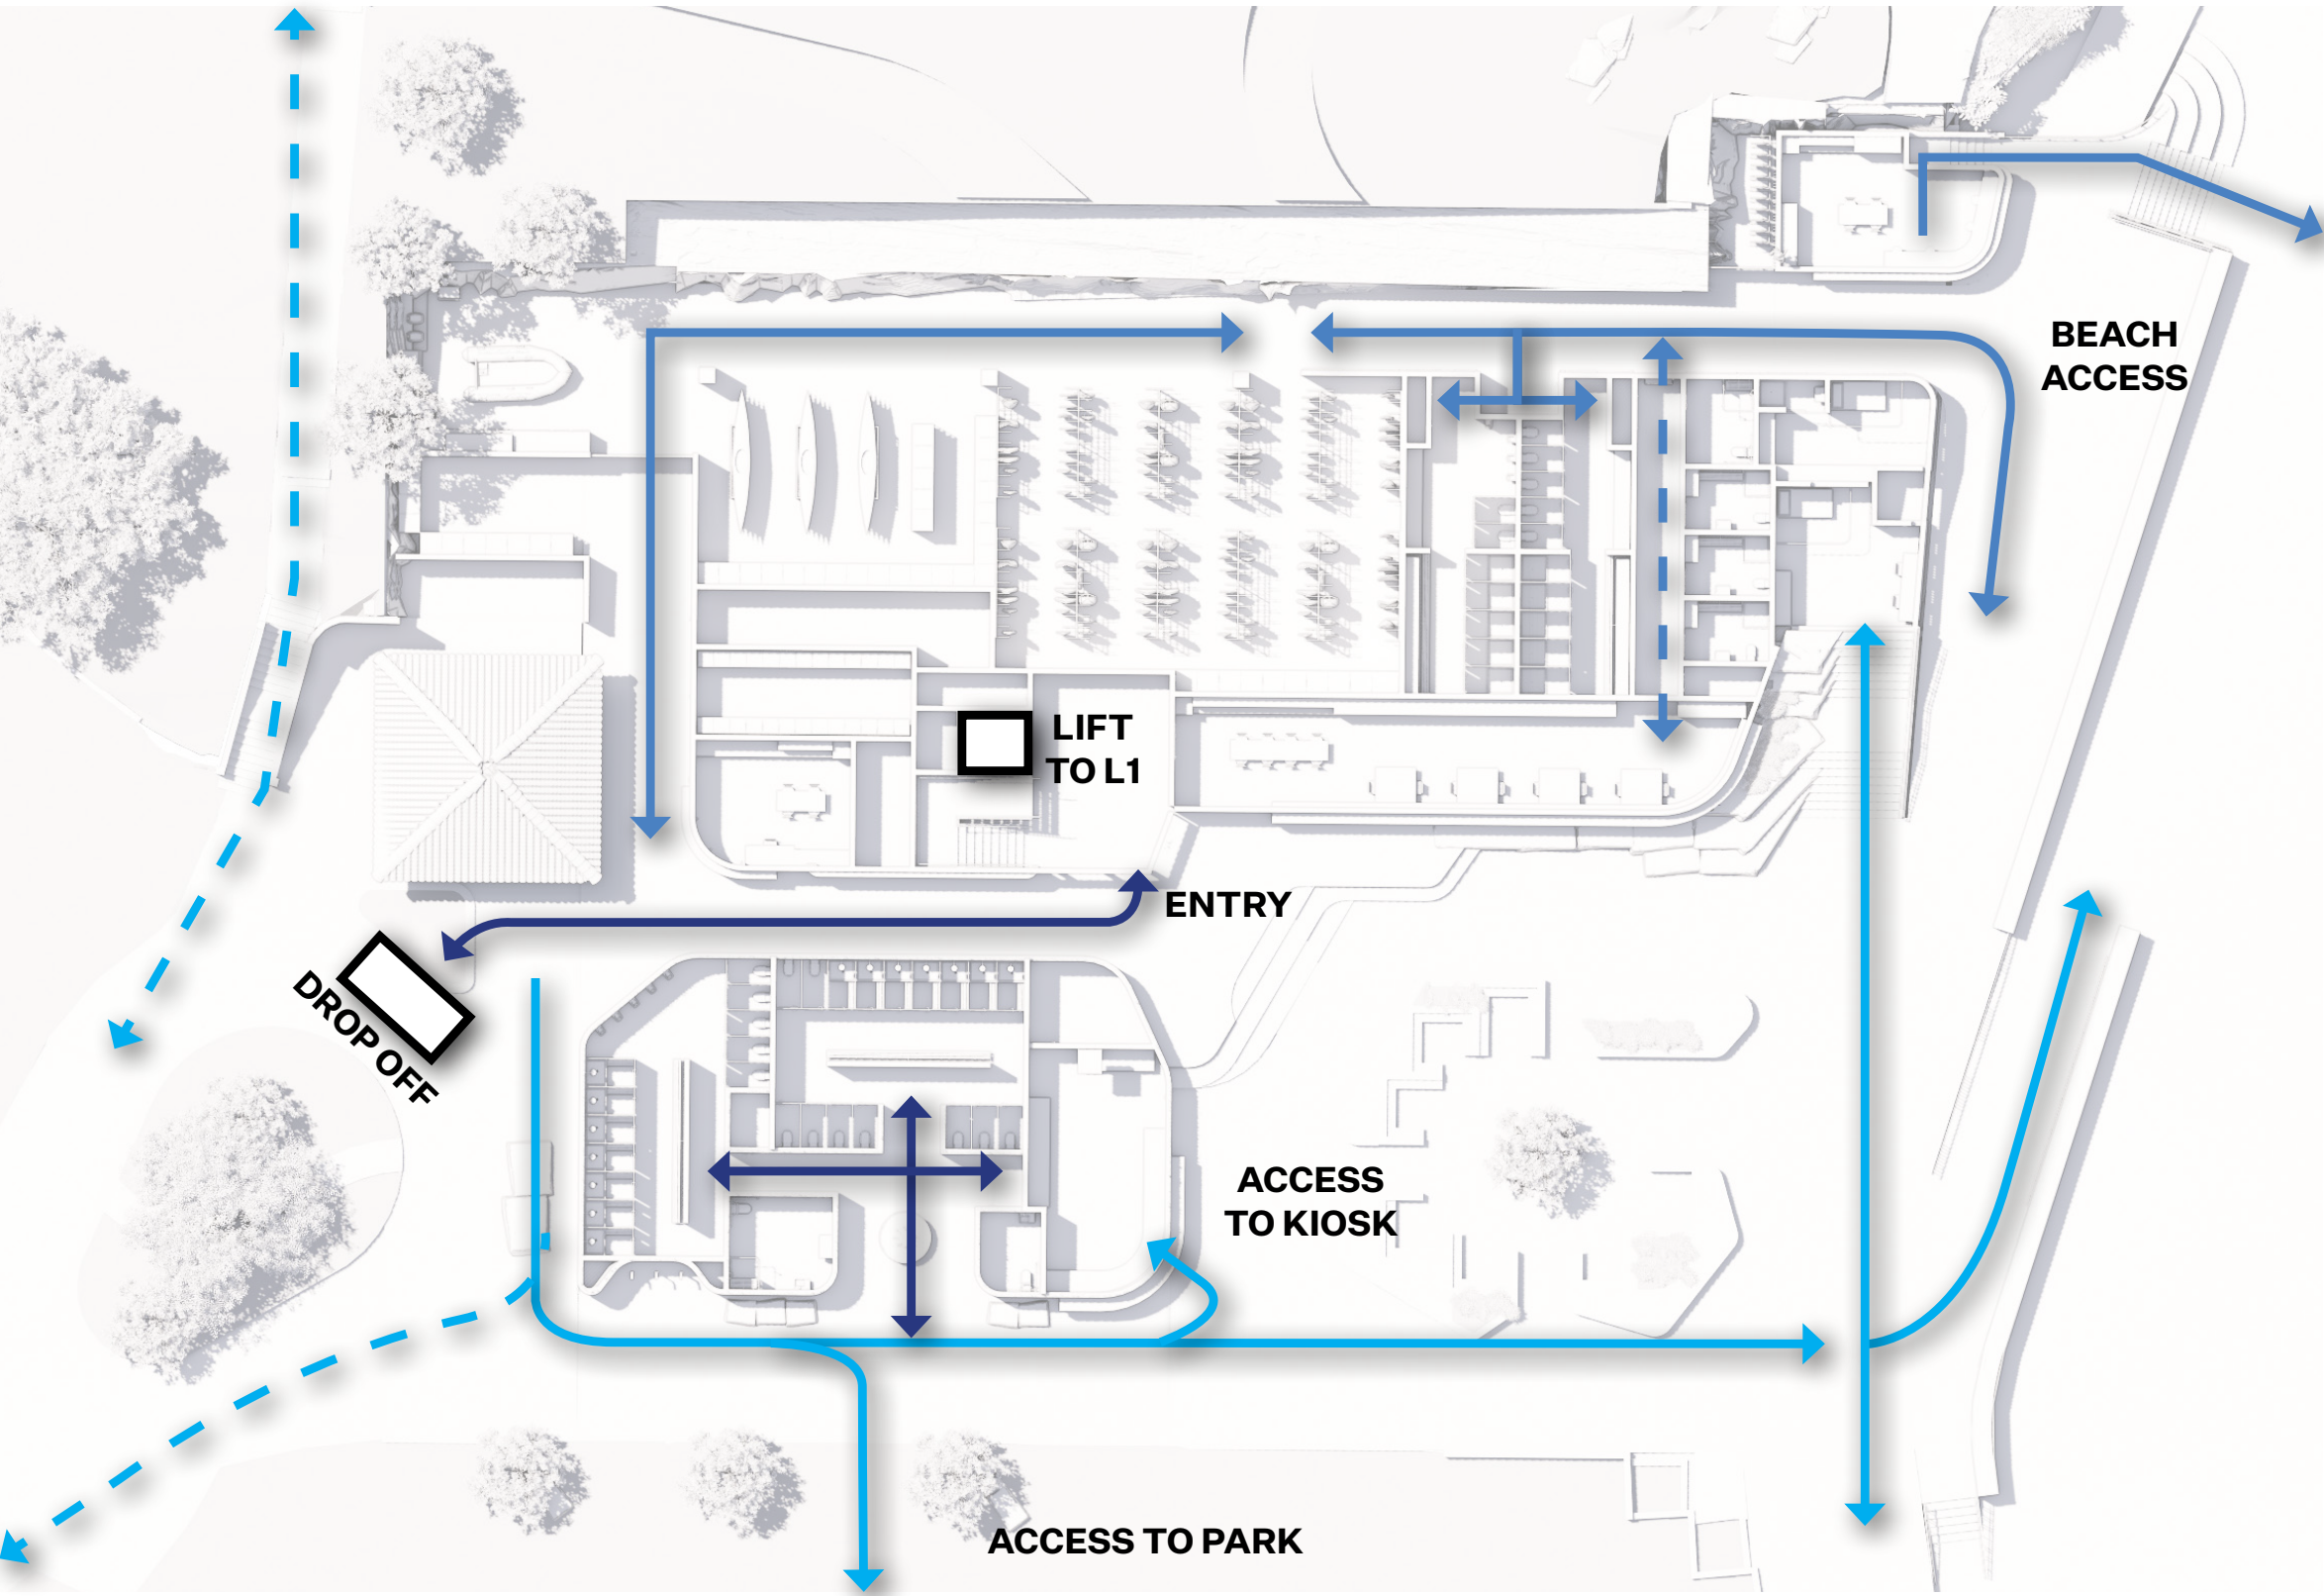 BEACH
ACCESS
LIFT
TO L1
ENTRY
DROP OFF
ACCESS
TO KIOSK
ACCESS TO PARK